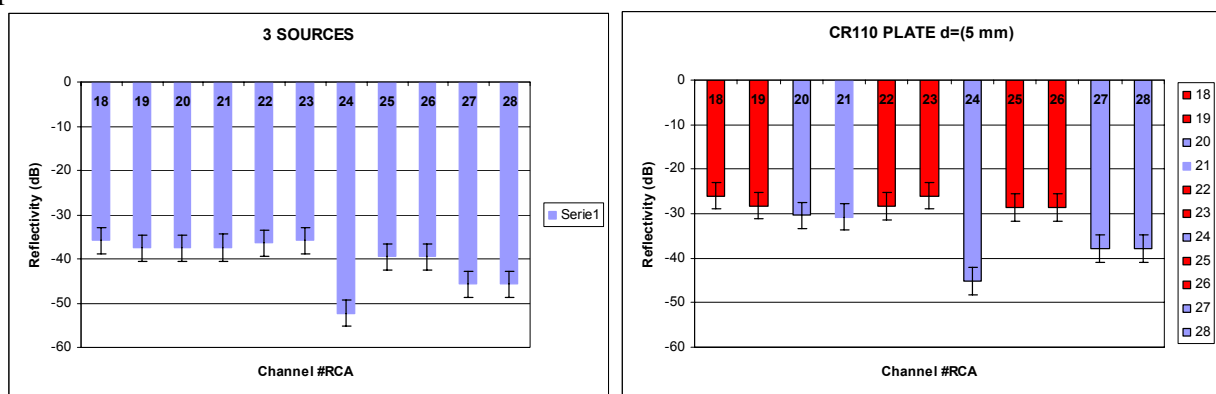 3 SOURCES
0
-10
-20
-30
-40
-50
-60
Reflectivity (dB)
18 19 20 21 22 23 24 25 26 27 28
Channel #RCA
Serie1
CR110 PLATE d=(5 mm)
0
-10
-20
-30
-40
-50
-60
Reflectivity (dB)
18 19 20 21 22 23 24 25 26 27 28
Channel #RCA
18
19
20
21
22
23
24
25
26
27
28